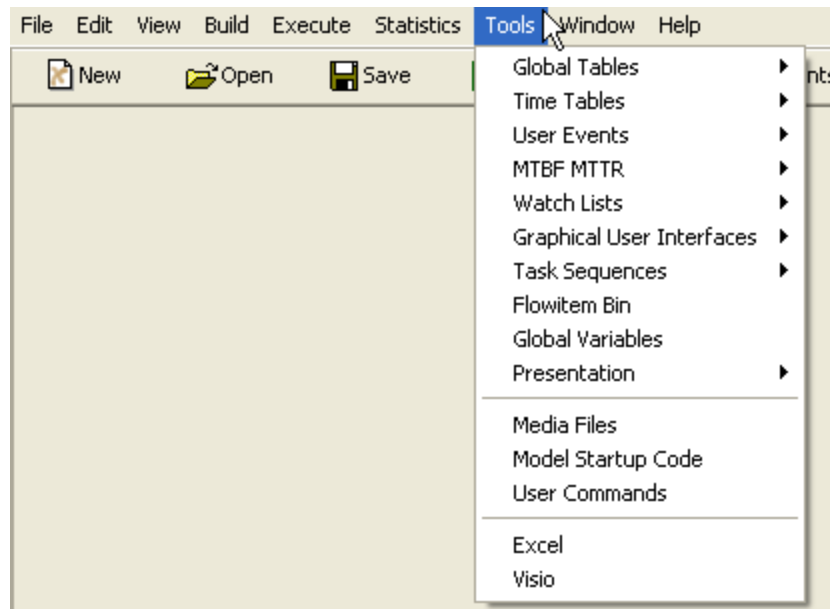 File Edit View Build Execute Statistics Tools Window Help
New Open Save nts
Global Tables
Time Tables
User Events
MTBF MTTR
Watch Lists
Graphical User Interfaces
Task Sequences
Flowitem Bin
Global Variables
Presentation
Media Files
Model Startup Code
User Commands
Excel
Visio